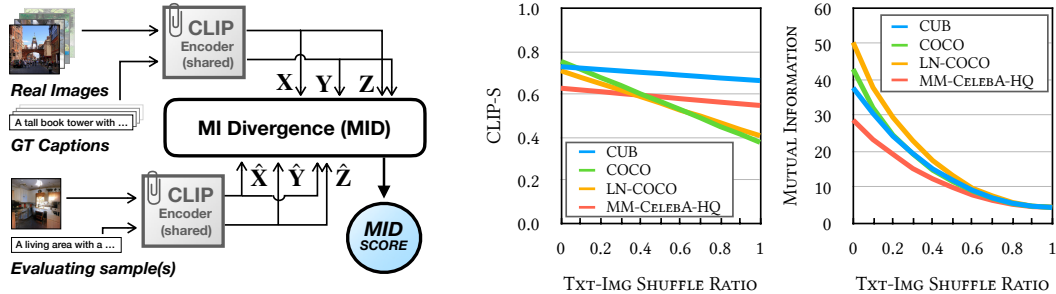 CLIP
Encoder
(shared)
Real Images
A tall book tower with ...
GT Captions
X Y Z
MI Divergence (MID)
X̂ Ŷ Ẑ
CLIP
Encoder
(shared)
A living area with a ...
Evaluating sample(s)
MID
SCORE
CLIP-S
1.0
0.8
0.6
0.4
0.2
0.0
CUB
COCO
LN-COCO
MM-CELEBA-HQ
0 0.2 0.4 0.6 0.8 1
TXT-IMG SHUFFLE RATIO
MUTUAL INFORMATION
60
50
40
30
20
10
0
CUB
COCO
LN-COCO
MM-CELEBA-HQ
0 0.2 0.4 0.6 0.8 1
TXT-IMG SHUFFLE RATIO